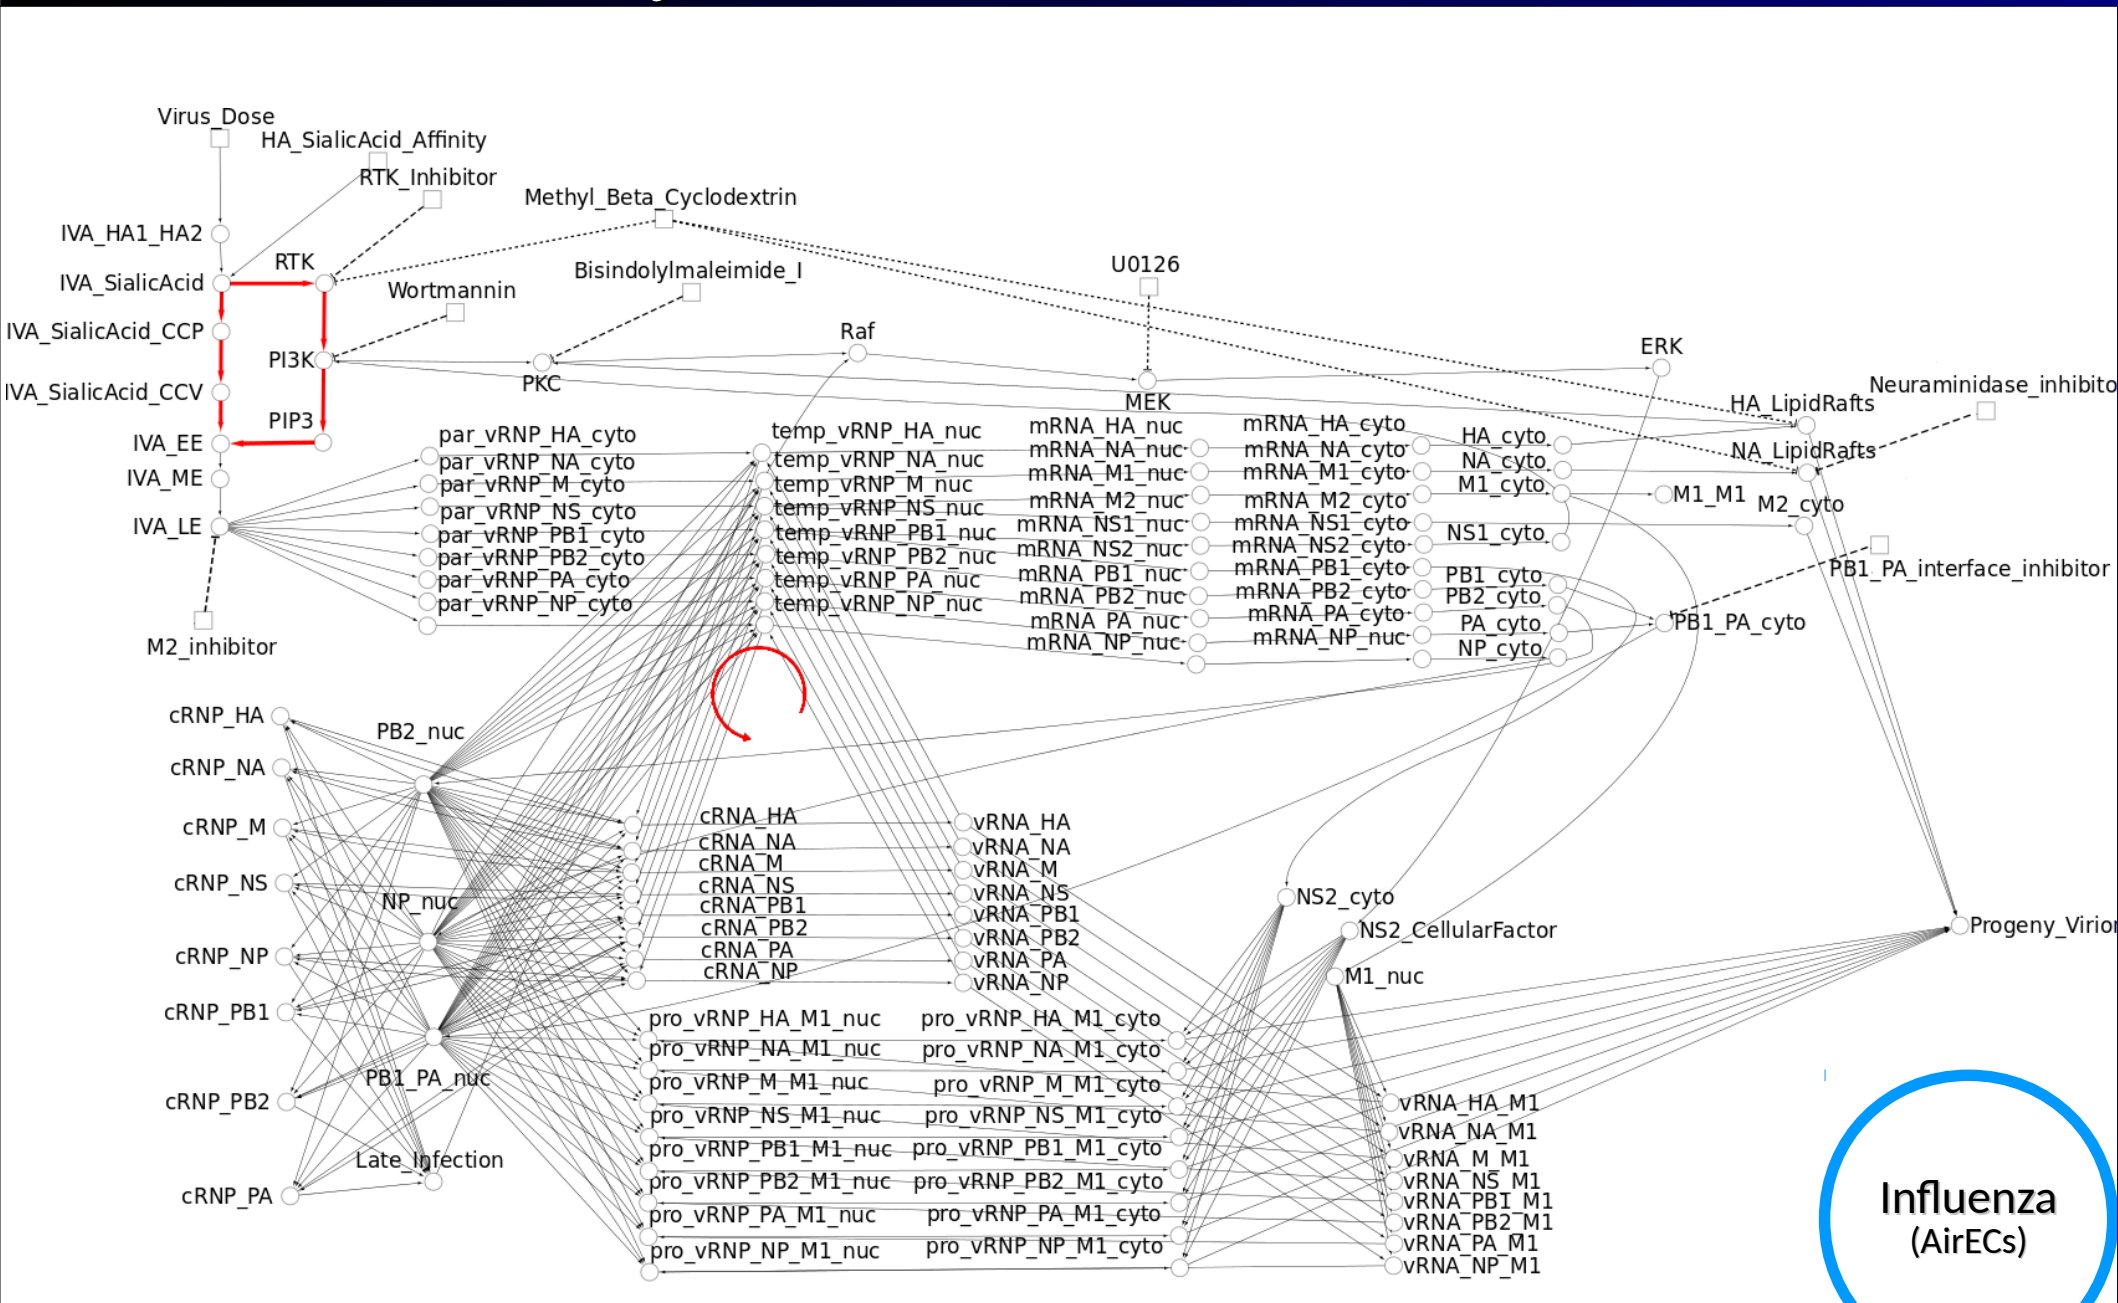 Virus_Dose
HA_SialicAcid_Affinity
RTK_Inhibitor
Methyl_Beta_Cyclodextrin
IVA_HA1_HA2
RTK
Bisindolylmaleimide_I
U0126
IVA_SialicAcid
Wortmannin
IVA_SialicAcid_CCP
Raf
ERK
PI3K
PKC
MEK
Neuraminidase_inhibito
IVA_SialicAcid_CCV
HA_LipidRafts
PIP3
IVA_EE
NA_LipidRafts
IVA_ME
IVA_LE
M2_inhibitor
par_vRNP_HA_cyto
par_vRNP_NA_cyto
par_vRNP_M_cyto
par_vRNP_NS_cyto
par_vRNP_PB1_cyto
par_vRNP_PB2_cyto
par_vRNP_PA_cyto
par_vRNP_NP_cyto
temp_vRNP_HA_nuc
temp_vRNP_NA_nuc
temp_vRNP_M_nuc
temp_vRNP_NS_nuc
temp_vRNP_PB1_nuc
temp_vRNP_PB2_nuc
temp_vRNP_PA_nuc
temp_vRNP_NP_nuc
mRNA_HA_nuc
mRNA_NA_nuc
mRNA_M1_nuc
mRNA_M2_nuc
mRNA_NS1_nuc
mRNA_NS2_nuc
mRNA_PB1_nuc
mRNA_PB2_nuc
mRNA_PA_nuc
mRNA_NP_nuc
mRNA_HA_cyto
mRNA_NA_cyto
mRNA_M1_cyto
mRNA_M2_cyto
mRNA_NS1_cyto
mRNA_NS2_cyto
mRNA_PB1_cyto
mRNA_PB2_cyto
mRNA_PA_cyto
mRNA_NP_nuc
HA_cyto
NA_cyto
M1_cyto
NS1_cyto
PB1_cyto
PB2_cyto
PA_cyto
NP_cyto
M1_M1
M2_cyto
PB1_PA_interface_inhibitor
PB1_PA_cyto
cRNP_HA
cRNP_NA
cRNP_M
cRNP_NS
cRNP_NP
cRNP_PB1
cRNP_PB2
cRNP_PA
PB2_nuc
NP_nuc
PB1_PA_nuc
Late_Infection
cRNA_HA
cRNA_NA
cRNA_M
cRNA_NS
cRNA_PB1
cRNA_PB2
cRNA_PA
cRNA_NP
vRNA_HA
vRNA_NA
vRNA_M
vRNA_NS
vRNA_PB1
vRNA_PB2
vRNA_PA
vRNA_NP
NS2_cyto
NS2_CellularFactor
M1_nuc
Progeny_Virior
pro_vRNP_HA_M1_nuc
pro_vRNP_NA_M1_nuc
pro_vRNP_M_M1_nuc
pro_vRNP_NS_M1_nuc
pro_vRNP_PB1_M1_nuc
pro_vRNP_PB2_M1_nuc
pro_vRNP_PA_M1_nuc
pro_vRNP_NP_M1_nuc
pro_vRNP_HA_M1_cyto
pro_vRNP_NA_M1_cyto
pro_vRNP_M_M1_cyto
pro_vRNP_NS_M1_cyto
pro_vRNP_PB1_M1_cyto
pro_vRNP_PB2_M1_cyto
pro_vRNP_PA_M1_cyto
pro_vRNP_NP_M1_cyto
vRNA_HA_M1
vRNA_NA_M1
vRNA_M_M1
vRNA_NS_M1
vRNA_PB1_M1
vRNA_PB2_M1
vRNA_PA_M1
vRNA_NP_M1
Influenza
(AirECs)